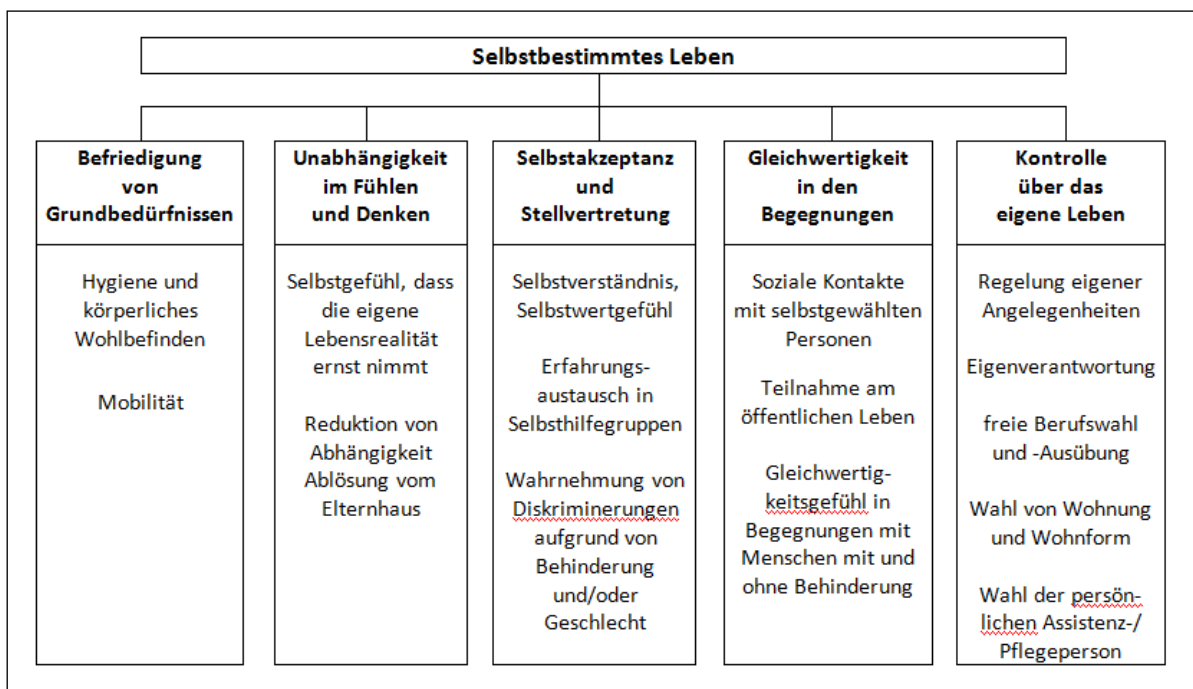 Selbstbestimmtes Leben
Befriedigung
von
Grundbedürfnissen
Hygiene und
körperliches
Wohlbefinden
Mobilität
Unabhängigkeit
im Fühlen
und Denken
Selbstgefühl, dass
die eigene
Lebensrealität
ernst nimmt
Reduktion von
Abhängigkeit
Ablösung vom
Elternhaus
Selbstakzeptanz
und
Stellvertretung
Selbstverständnis,
Selbstwertgefühl
Erfahrungs-
austausch in
Selbsthilfegruppen
Wahrnehmung von
Diskriminerungen
aufgrund von
Behinderung
und/oder
Geschlecht
Gleichwertigkeit
in den
Begegnungen
Soziale Kontakte
mit selbstgewählten
Personen
Teilnahme am
öffentlichen Leben
Gleichwertig-
keitsgefühl in
Begegnungen mit
Menschen mit und
ohne Behinderung
Kontrolle
über das
eigene Leben
Regelung eigener
Angelegenheiten
Eigenverantwortung
freie Berufswahl
und -Ausübung
Wahl von Wohnung
und Wohnform
Wahl der persön-
lichen Assistenz-/
Pflegeperson